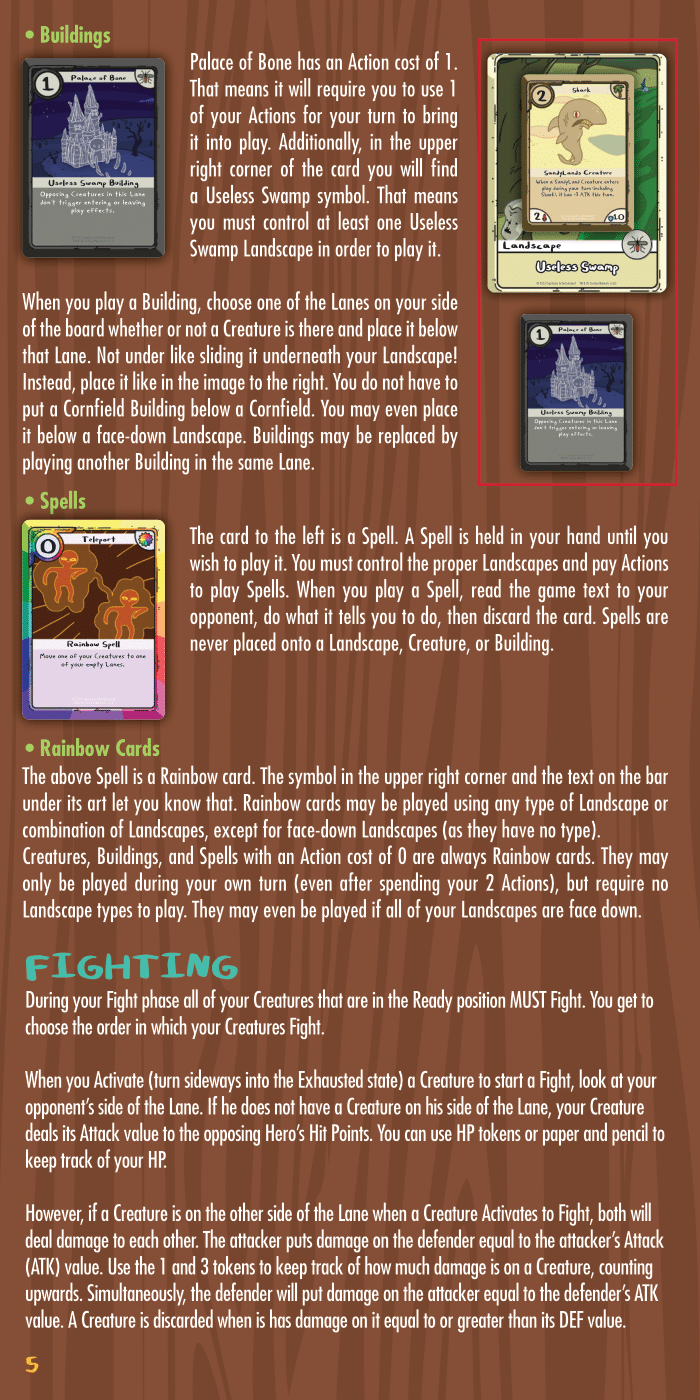 • Buildings
Palace of Bone has an Action cost of 1.
That means it will require you to use 1
of your Actions for your turn to bring
it into play. Additionally, in the upper
right corner of the card you will find
a Useless Swamp symbol. That means
you must control at least one Useless
Swamp Landscape in order to play it.
1
Palace of Bone
Useless Swamp Building
Opposing Creatures in this Lane
don't trigger entering or leaving
play effects.
2
Shark
SandyLands Creature
When a SandyLand Creature enters
play during your turn including
2
10
Landscape
Useless Swamp
1
Palace of Bone
Useless Swamp Building
Opposing Creatures in this Lane
don't trigger entering or leaving
play effects.
When you play a Building, choose one of the Lanes on your side
of the board whether or not a Creature is there and place it below
that Lane. Not under like sliding it underneath your Landscape!
Instead, place it like in the image to the right. You do not have to
put a Cornfield Building below a Cornfield. You may even place
it below a face-down Landscape. Buildings may be replaced by
playing another Building in the same Lane.
• Spells
0
Teleport
Rainbow Spell
Move one of your Creatures to one
of your empty Lanes.
The card to the left is a Spell. A Spell is held in your hand until you
wish to play it. You must control the proper Landscapes and pay Actions
to play Spells. When you play a Spell, read the game text to your
opponent, do what it tells you to do, then discard the card. Spells are
never placed onto a Landscape, Creature, or Building.
• Rainbow Cards
The above Spell is a Rainbow card. The symbol in the upper right corner and the text on the bar
under its art let you know that. Rainbow cards may be played using any type of Landscape or
combination of Landscapes, except for face-down Landscapes (as they have no type).
Creatures, Buildings, and Spells with an Action cost of 0 are always Rainbow cards. They may
only be played during your own turn (even after spending your 2 Actions), but require no
Landscape types to play. They may even be played if all of your Landscapes are face down.
FIGHTING
During your Fight phase all of your Creatures that are in the Ready position MUST Fight. You get to
choose the order in which your Creatures Fight.
When you Activate (turn sideways into the Exhausted state) a Creature to start a Fight, look at your
opponent's side of the Lane. If he does not have a Creature on his side of the Lane, your Creature
deals its Attack value to the opposing Hero's Hit Points. You can use HP tokens or paper and pencil to
keep track of your HP.
However, if a Creature is on the other side of the Lane when a Creature Activates to Fight, both will
deal damage to each other. The attacker puts damage on the defender equal to the attacker's Attack
(ATK) value. Use the 1 and 3 tokens to keep track of how much damage is on a Creature, counting
upwards. Simultaneously, the defender will put damage on the attacker equal to the defender's ATK
value. A Creature is discarded when is has damage on it equal to or greater than its DEF value.
5